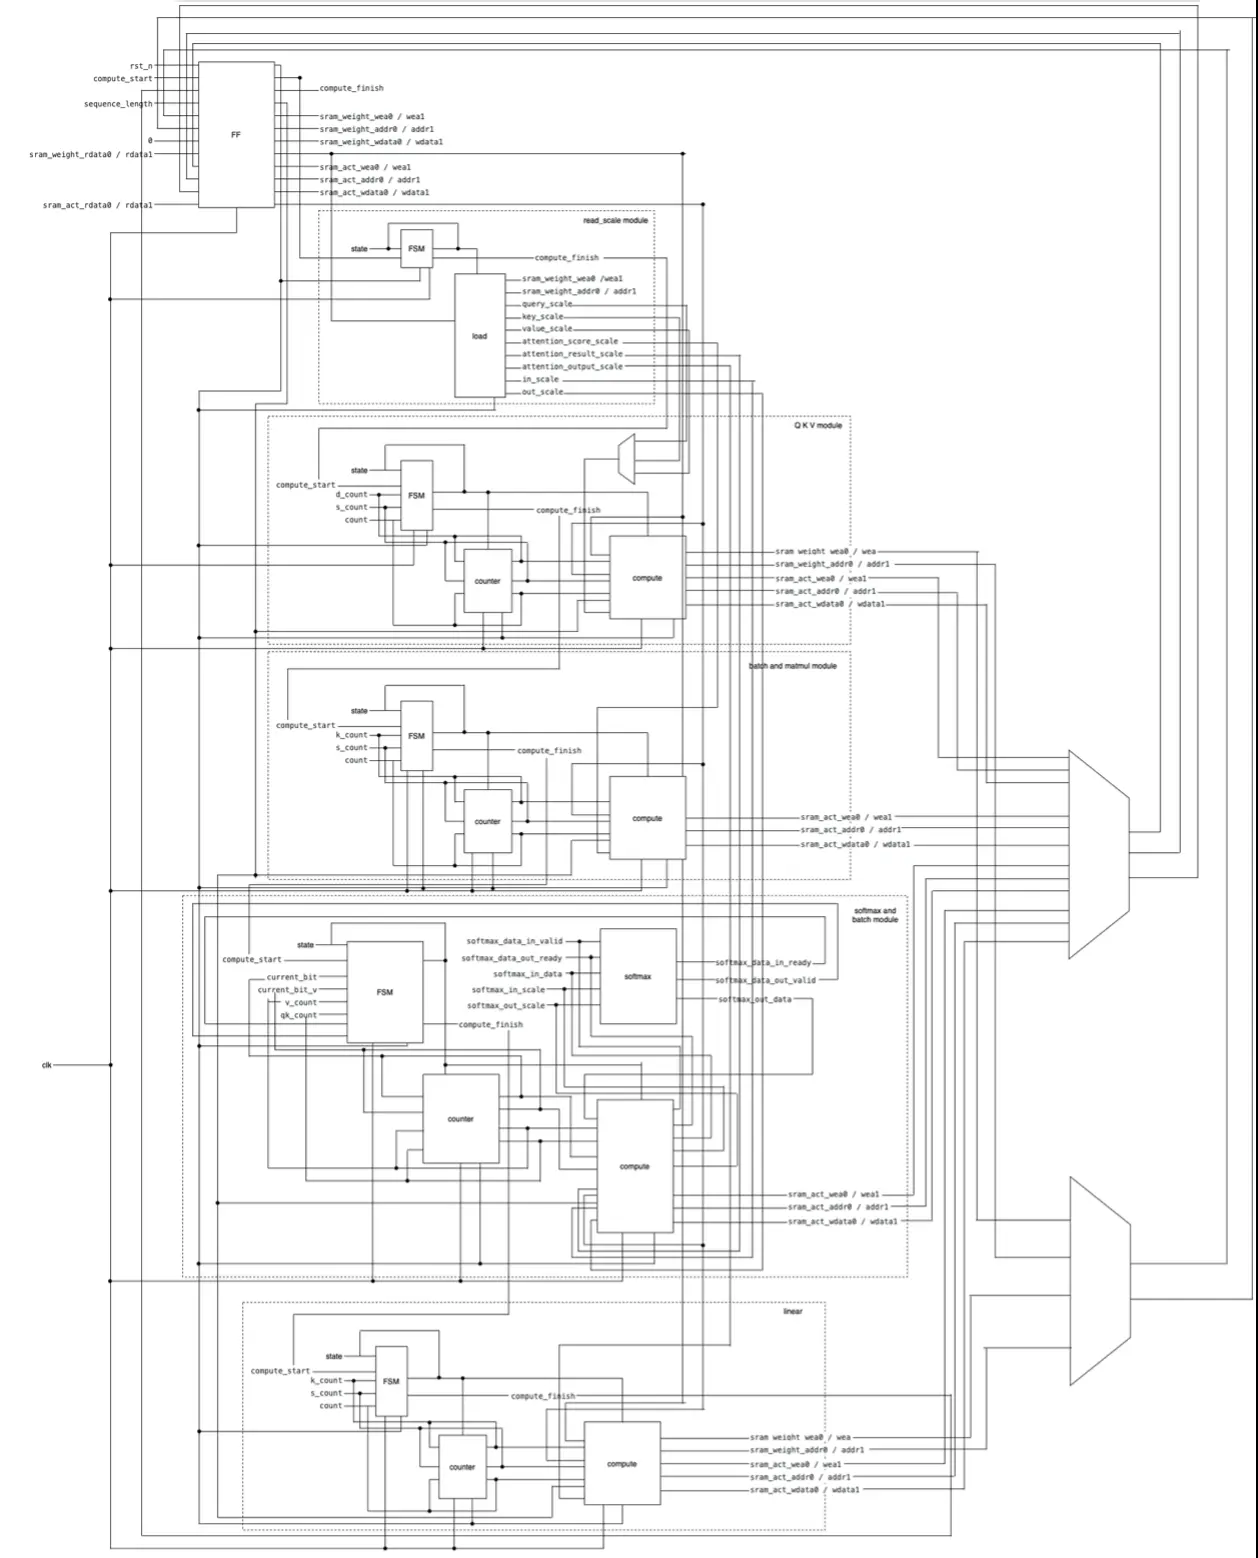 rst_n
compute_start
compute_finish
sequence_length
sram_weight_wea0 / wea1
sram_weight_addr0 / addr1
FF
0
sram_weight_wdata0 / wdata1
sram_weight_rdata0 / rdata1
sram_act_wea0 / wea1
sram_act_addr0 / addr1
sram_act_wdata0 / wdata1
sram_act_rdata0 / rdata1
read_scale module
state
FSM
compute_finish
sram_weight_wea0 /wea1
sram_weight_addr0 / addr1
query_scale
key_scale
value_scale
load
attention_score_scale
attention_result_scale
attention_output_scale
in_scale
out_scale
Q K V module
state
compute_start
d_count
FSM
s_count
compute_finish
count
sram weight wea0 / wea
sram_weight_addr0 / addr1
counter
compute
sram_act_wea0 / wea1
sram_act_addr0 / addr1
sram_act_wdata0 / wdata1
batch and matmul module
state
compute_start
k_count
FSM
s_count
compute_finish
count
counter
compute
sram_act_wea0 / wea1
sram_act_addr0 / addr1
sram_act_wdata0 / wdata1
softmax and
batch module
state
softmax_data_in_valid
compute_start
softmax_data_out_ready
softmax_data_in_ready
current_bit
softmax_in_data
softmax
softmax_data_out_valid
current_bit_v
FSM
softmax_in_scale
v_count
softmax_out_scale
softmax_out_data
qk_count
compute_finish
clk
counter
compute
sram_act_wea0 / wea1
sram_act_addr0 / addr1
sram_act_wdata0 / wdata1
linear
state
compute_start
k_count
FSM
s_count
compute_finish
count
sram weight wea0 / wea
sram_weight_addr0 / addr1
counter
compute
sram_act_wea0 / wea1
sram_act_addr0 / addr1
sram_act_wdata0 / wdata1